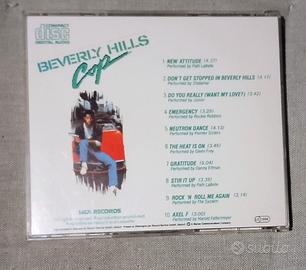 COMPACT
disc
DIGITAL AUDIO
BEVERLY HILLS
Cop
1 NEW ATTITUDE (4.37)
Performed by Patti LaBelle
2 DON'T GET STOPPED IN BEVERLY HILLS (4.11)
Performed by Shalamar
3 DO YOU REALLY (WANT MY LOVE?) (3.42)
Performed by Junior
4 EMERGENCY (3.25)
Performed by Rockie Robbins
5 NEUTRON DANCE (4.13)
Performed by Pointer Sisters
6 THE HEAT IS ON (3.45)
Performed by Glenn Frey
7 GRATITUDE (5.04)
Performed by Danny Elfman
8 STIR IT UP (3.35)
Performed by Patti LaBelle
9 ROCK 'N' ROLL ME AGAIN (3.14)
Performed by The System
10 AXEL F (3.00)
Performed by Harold Faltermeyer
MCA RECORDS
subito